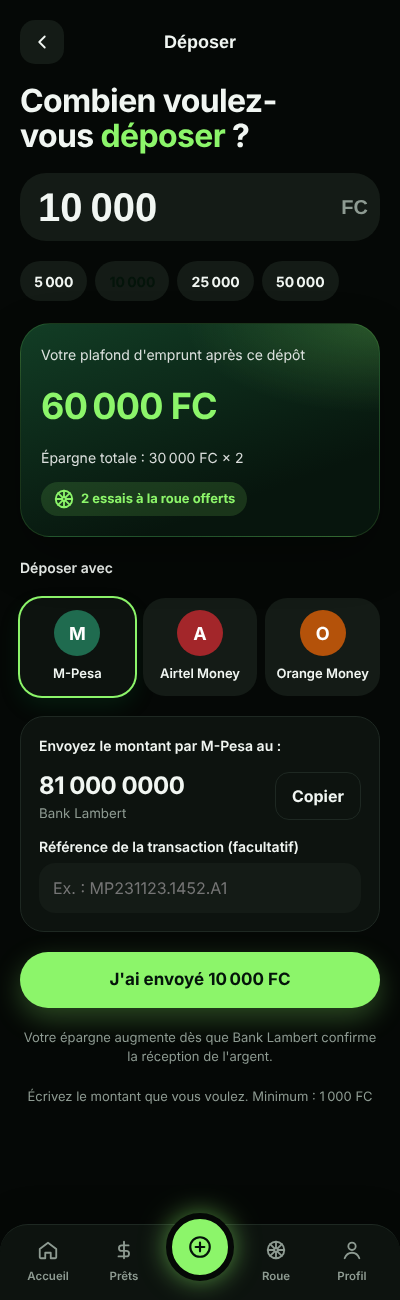 Déposer
Combien voulez-
vous déposer ?
10 000 FC
5 000 10 000 25 000 50 000
Votre plafond d'emprunt après ce dépôt
60 000 FC
Épargne totale : 30 000 FC × 2
2 essais à la roue offerts
Déposer avec
M A O
M-Pesa Airtel Money Orange Money
Envoyez le montant par M-Pesa au :
81 000 0000
Bank Lambert
Copier
Référence de la transaction (facultatif)
Ex. : MP231123.1452.A1
J'ai envoyé 10 000 FC
Votre épargne augmente dès que Bank Lambert confirme
la réception de l'argent.
Écrivez le montant que vous voulez. Minimum : 1 000 FC
Accueil Prêts Roue Profil